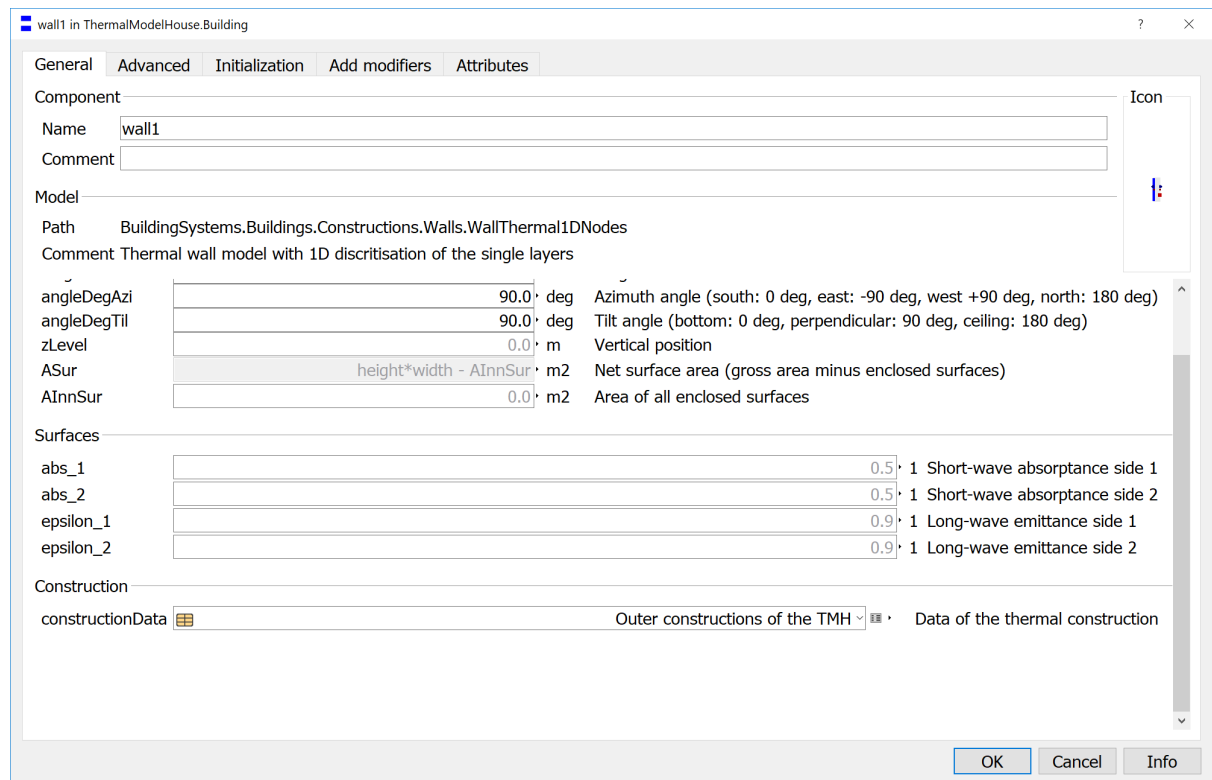 wall1 in ThermalModelHouse.Building ? ×
General Advanced Initialization Add modifiers Attributes
Component
Icon
Name wall1
Comment
Model
Path BuildingSystems.Buildings.Constructions.Walls.WallThermal1DNodes
Comment Thermal wall model with 1D discritisation of the single layers
angleDegAzi 90.0 deg Azimuth angle (south: 0 deg, east: -90 deg, west +90 deg, north: 180 deg)
angleDegTil 90.0 deg Tilt angle (bottom: 0 deg, perpendicular: 90 deg, ceiling: 180 deg)
zLevel 0.0 m Vertical position
ASur height*width - AInnSur m2 Net surface area (gross area minus enclosed surfaces)
AInnSur 0.0 m2 Area of all enclosed surfaces
Surfaces
abs_1 0.5 1 Short-wave absorptance side 1
abs_2 0.5 1 Short-wave absorptance side 2
epsilon_1 0.9 1 Long-wave emittance side 1
epsilon_2 0.9 1 Long-wave emittance side 2
Construction
constructionData Outer constructions of the TMH Data of the thermal construction
OK Cancel Info